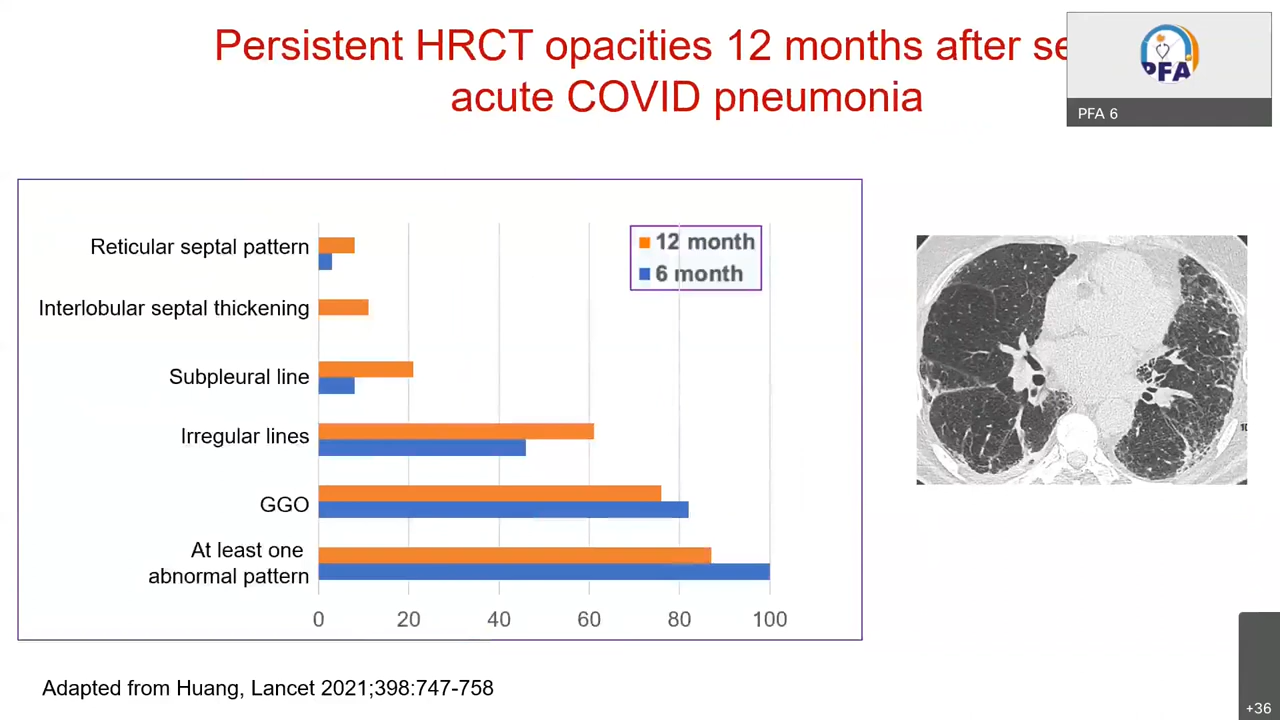 Persistent HRCT opacities 12 months after se
acute COVID pneumonia
PFA
PFA 6
12 month
6 month
Reticular septal pattern
Interlobular septal thickening
Subpleural line
Irregular lines
GGO
At least one
abnormal pattern
0 20 40 60 80 100
Adapted from Huang, Lancet 2021;398:747-758
+36